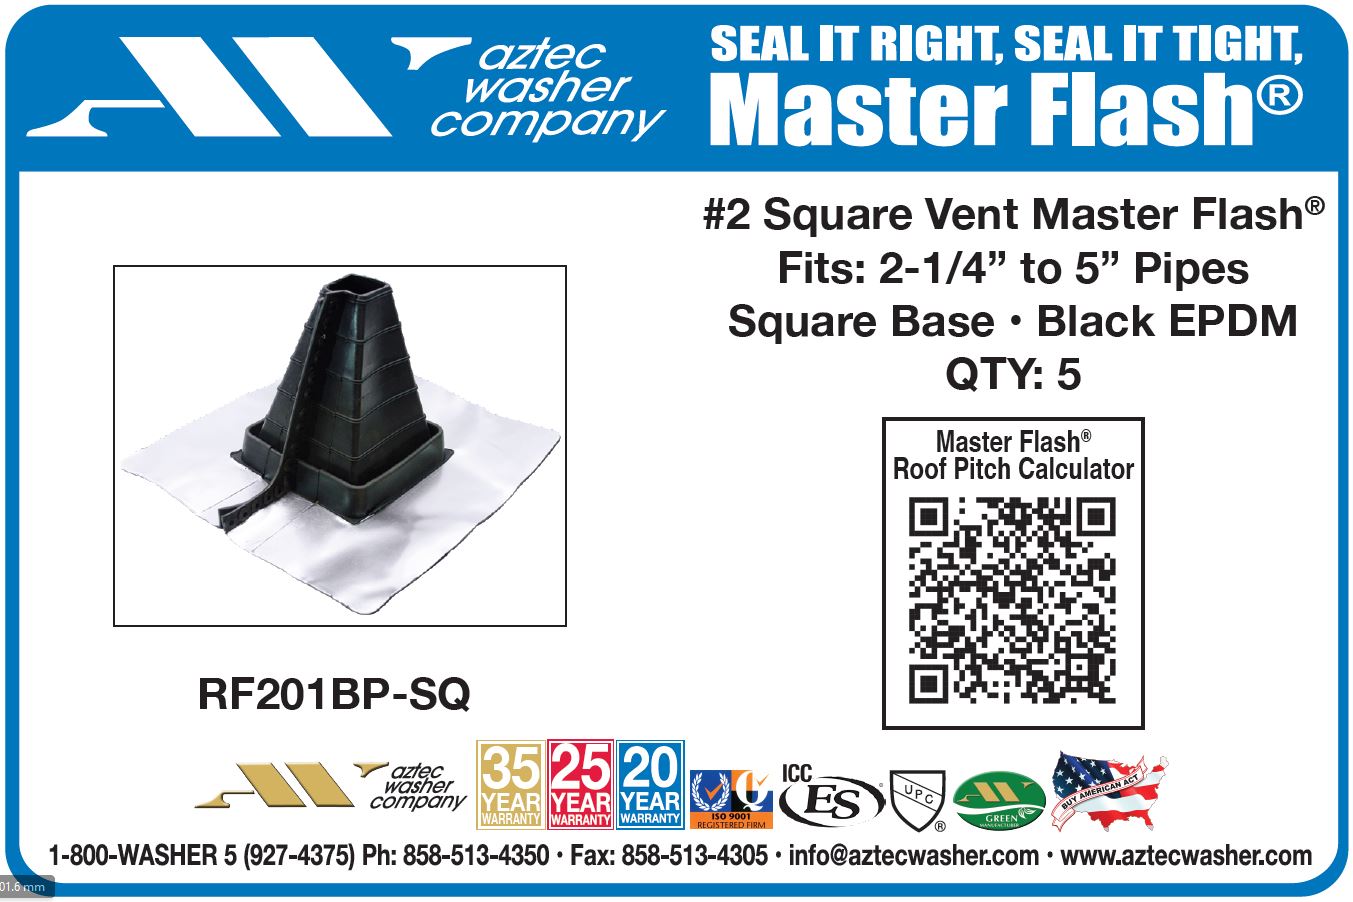 aztec
washer
company
SEAL IT RIGHT, SEAL IT TIGHT,
Master Flash®
#2 Square Vent Master Flash®
Fits: 2-1/4” to 5” Pipes
Square Base • Black EPDM
QTY: 5
Master Flash®
Roof Pitch Calculator
RF201BP-SQ
aztec
washer
company
35
YEAR
WARRANTY
25
YEAR
WARRANTY
20
YEAR
WARRANTY
ISO 9001
REGISTERED FIRM
ICC
ES
®
UPC
®
GREEN
MANUFACTURER
BUY AMERICAN ACT
1-800-WASHER 5 (927-4375) Ph: 858-513-4350 • Fax: 858-513-4305 • info@aztecwasher.com • www.aztecwasher.com
01.6 mm